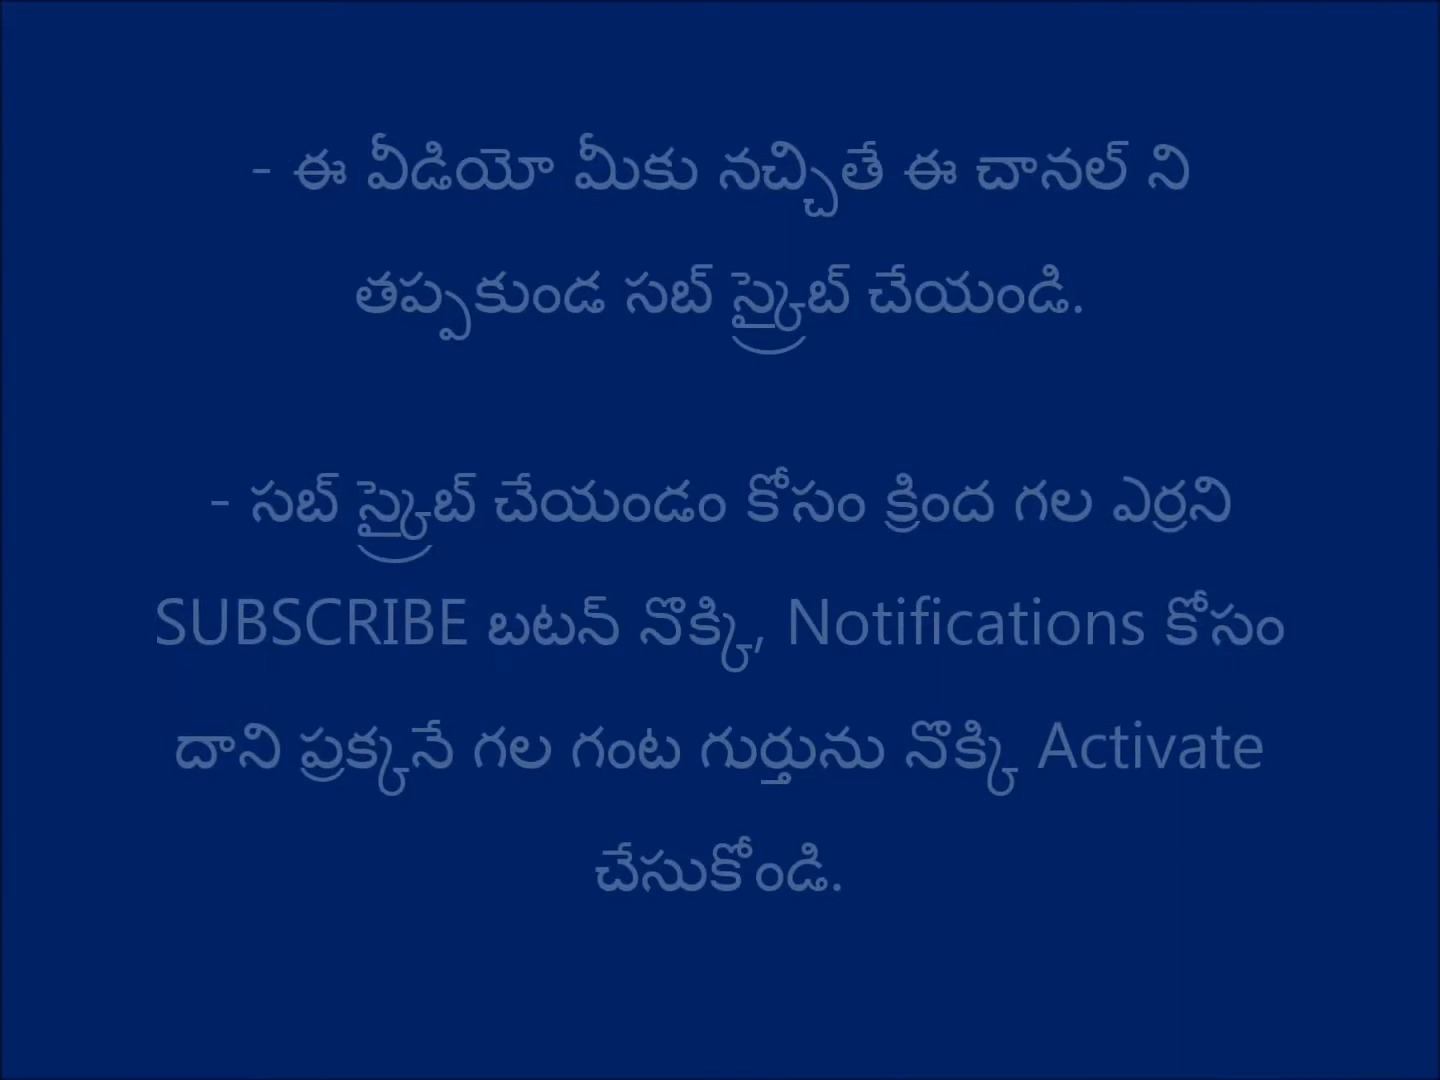 - ఈ వీడియో మీకు నచ్చితే ఈ చానల్ ని
తప్పకుండ సబ్ స్క్రైబ్ చేయండి.
- సబ్ స్క్రైబ్ చేయండం కోసం క్రింద గల ఎర్రని
SUBSCRIBE బటన్ నొక్కి, Notifications కోసం
దాని ప్రక్కనే గల గంట గుర్తును నొక్కి Activate
చేసుకోండి.